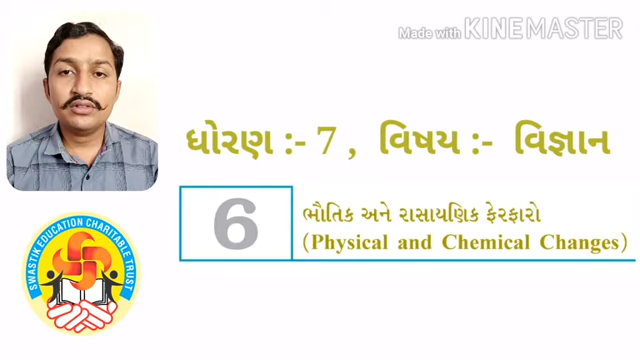 Made with KINEMASTER
ધોરણ :- 7 , વિષય :- વિજ્ઞાન
6
ભૌતિક અને રાસાયણિક ફેરફારો
(Physical and Chemical Changes)
SWASTIK EDUCATION CHARITABLE TRUST